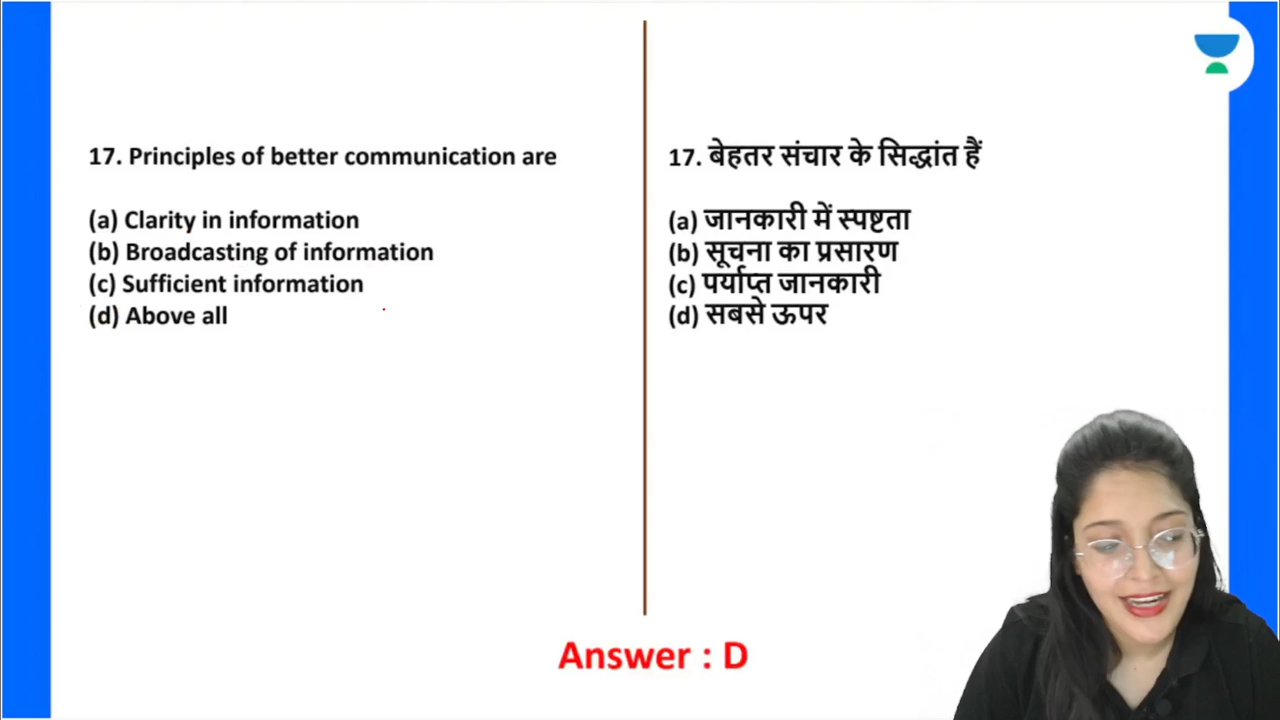 17. Principles of better communication are
(a) Clarity in information
(b) Broadcasting of information
(c) Sufficient information
(d) Above all
17. बेहतर संचार के सिद्धांत हैं
(a) जानकारी में स्पष्टता
(b) सूचना का प्रसारण
(c) पर्याप्त जानकारी
(d) सबसे ऊपर
Answer : D